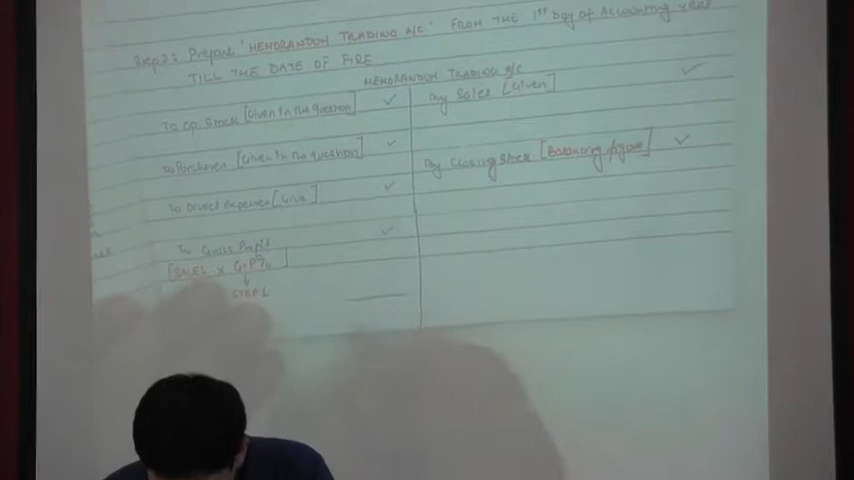 Step 2: Prepare 'MEMORANDUM TRADING A/C' FROM THE 1st Day of Accounting year
TILL THE DATE OF FIRE
MEMORANDUM TRADING A/C
To Op Stock [Given in the question] ✓
By Sales [Given] ✓
To Purchases [Given in the question] ✓
By Closing Stock [Balancing figure] ✓
To Direct expenses [Given] ✓
To Gross Profit ✓
[SALES x G.P%]
↓
STEP 1